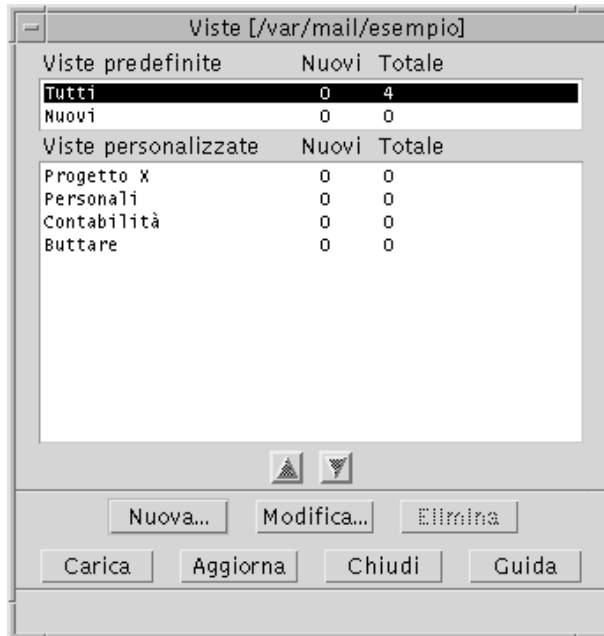 Viste [/var/mail/esempio]
Viste predefinite Nuovi Totale
Tutti 0 4
Nuovi 0 0
Viste personalizzate Nuovi Totale
Progetto X 0 0
Personali 0 0
Contabilità 0 0
Buttare 0 0
Nuova... Modifica... Elimina
Carica Aggiorna Chiudi Guida